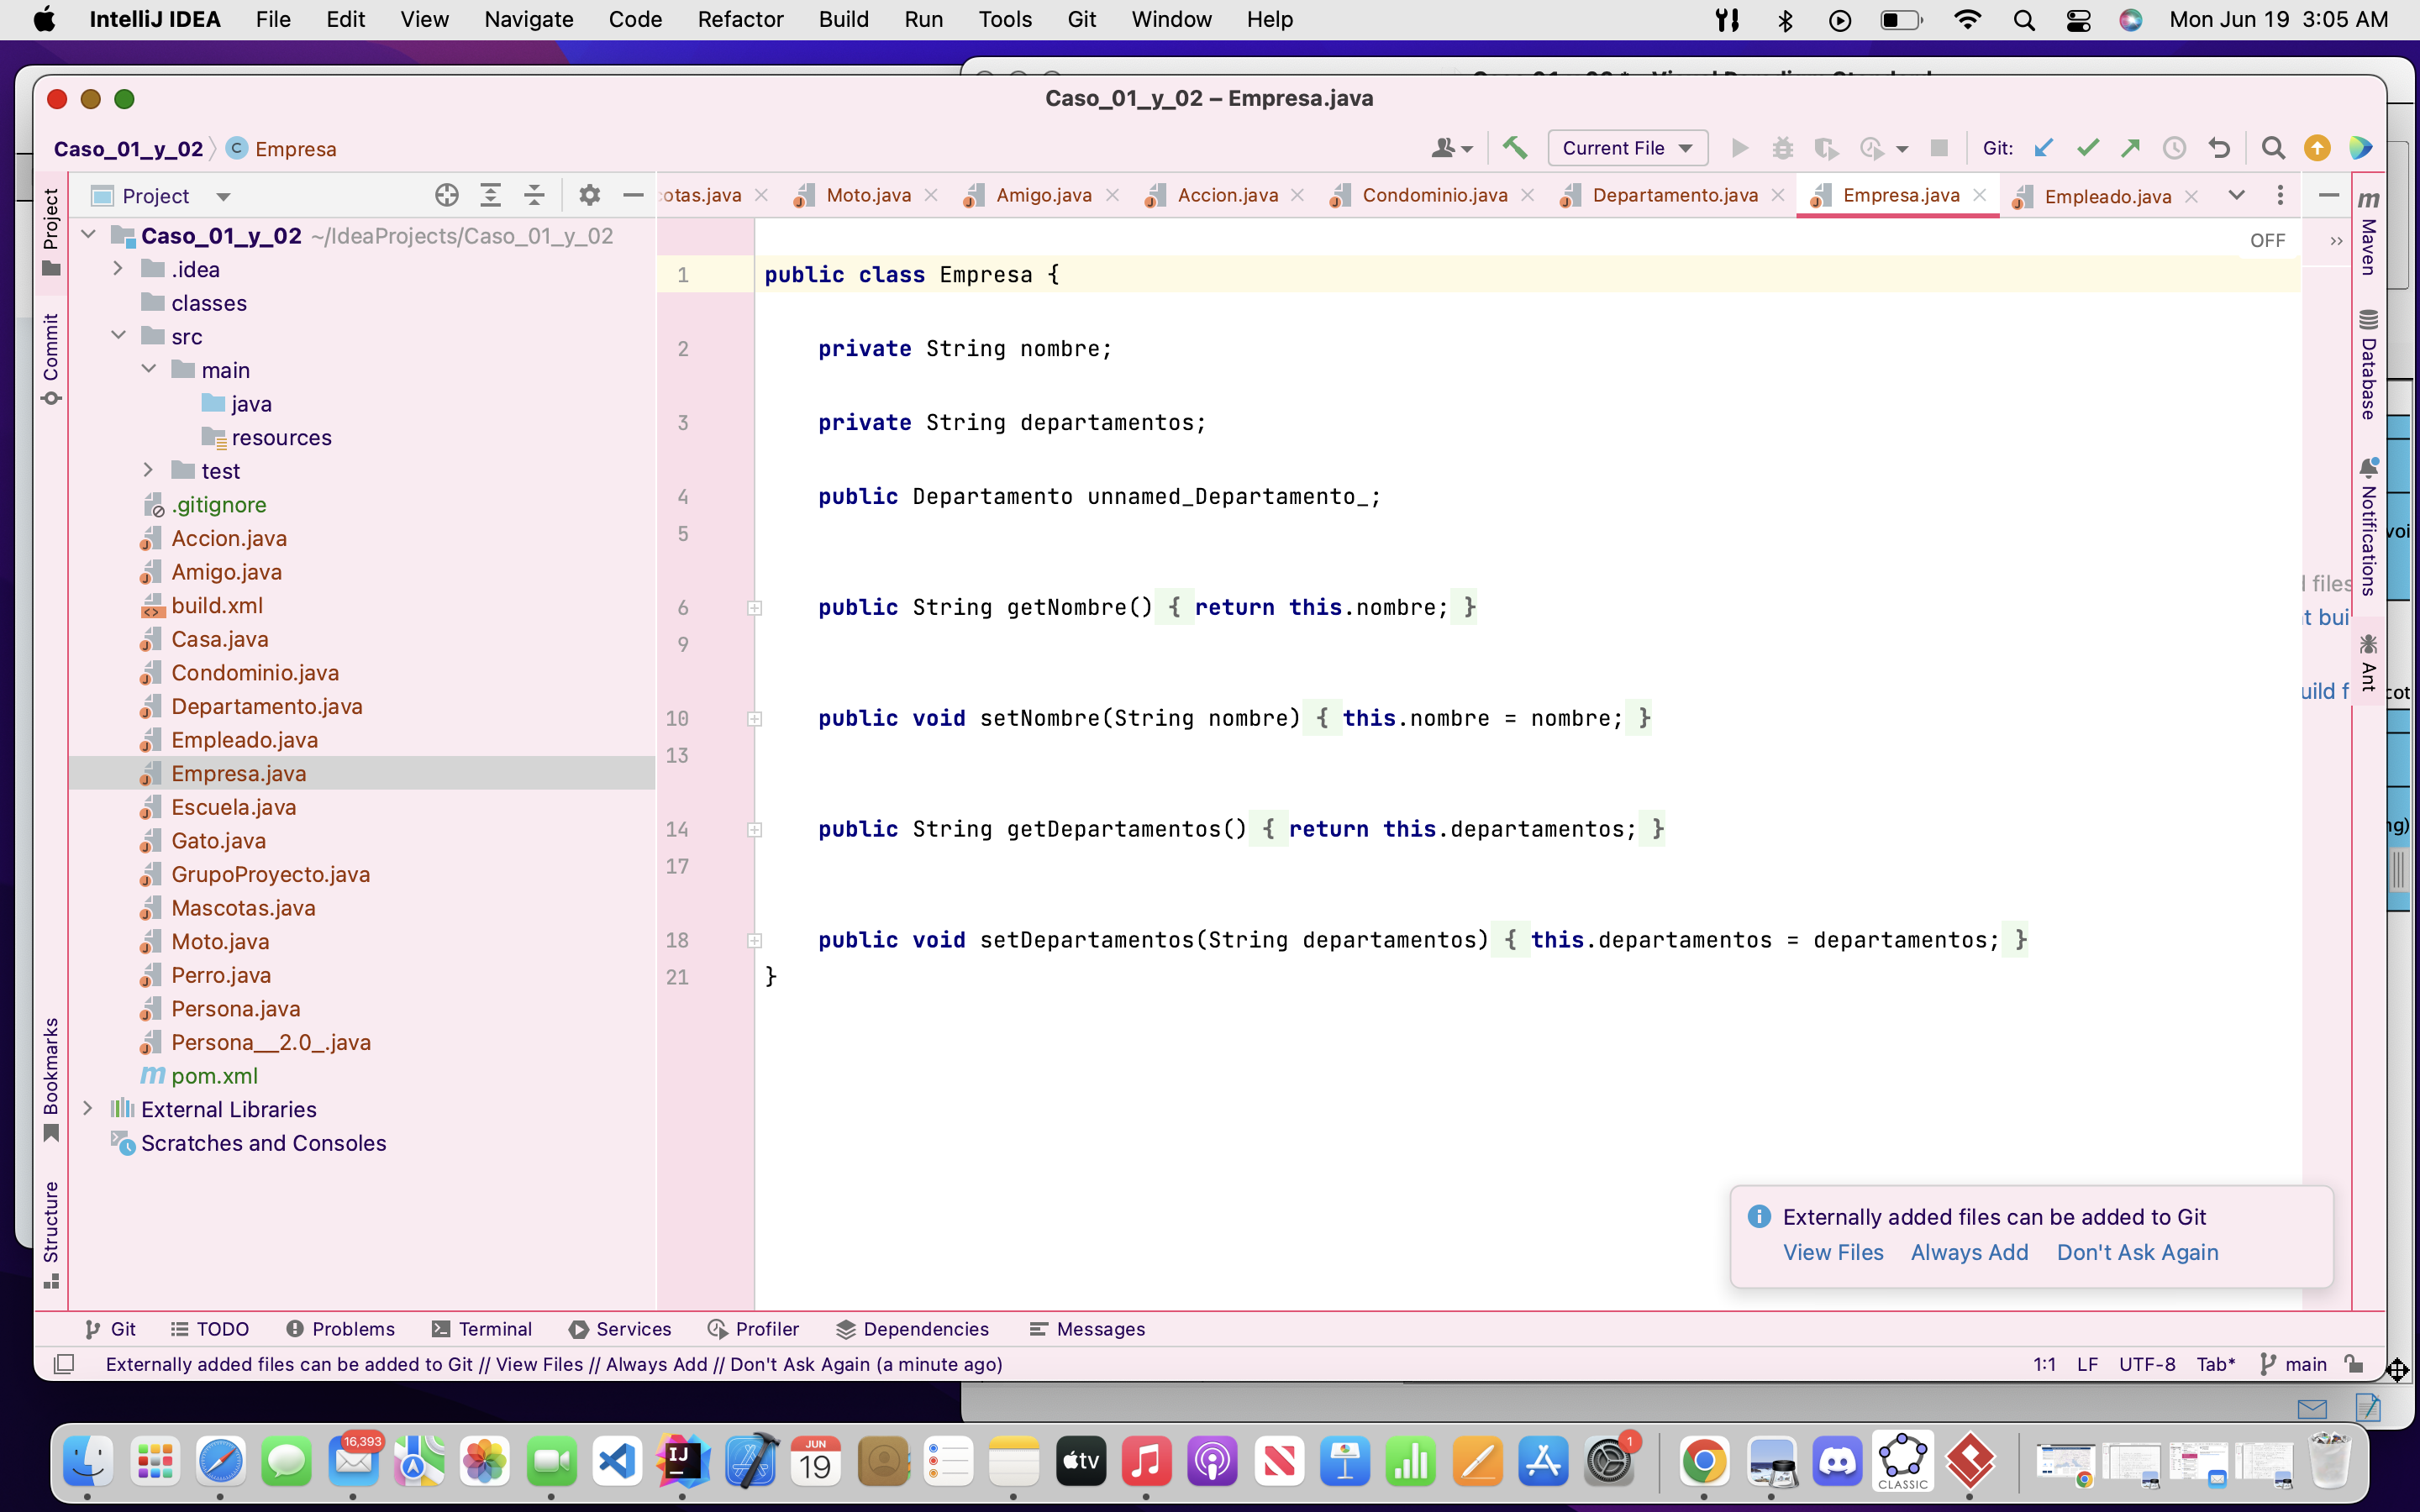 IntelliJ IDEA File Edit View Navigate Code Refactor Build Run Tools Git Window Help Mon Jun 19 3:05 AM
Caso_01_y_02 – Empresa.java
Caso_01_y_02 Empresa Current File Git:
Project
otas.java Moto.java Amigo.java Accion.java Condominio.java Departamento.java Empresa.java Empleado.java
Caso_01_y_02 ~/IdeaProjects/Caso_01_y_02
.idea
classes
src
main
java
resources
test
.gitignore
Accion.java
Amigo.java
build.xml
Casa.java
Condominio.java
Departamento.java
Empleado.java
Empresa.java
Escuela.java
Gato.java
GrupoProyecto.java
Mascotas.java
Moto.java
Perro.java
Persona.java
Persona__2.0_.java
pom.xml
External Libraries
Scratches and Consoles
Project
Commit
Bookmarks
Structure
OFF
1 public class Empresa {
2 private String nombre;
3 private String departamentos;
4 public Departamento unnamed_Departamento_;
5
6 public String getNombre() { return this.nombre; }
9
10 public void setNombre(String nombre) { this.nombre = nombre; }
13
14 public String getDepartamentos() { return this.departamentos; }
17
18 public void setDepartamentos(String departamentos) { this.departamentos = departamentos; }
21 }
m Maven
Database
Notifications
Ant
files
t bui
uild f
voi
cot
ng)
Externally added files can be added to Git
View Files Always Add Don't Ask Again
Git TODO Problems Terminal Services Profiler Dependencies Messages
Externally added files can be added to Git // View Files // Always Add // Don't Ask Again (a minute ago) 1:1 LF UTF-8 Tab* main
16,393
IJ
JUN
19
tv
1
CLASSIC